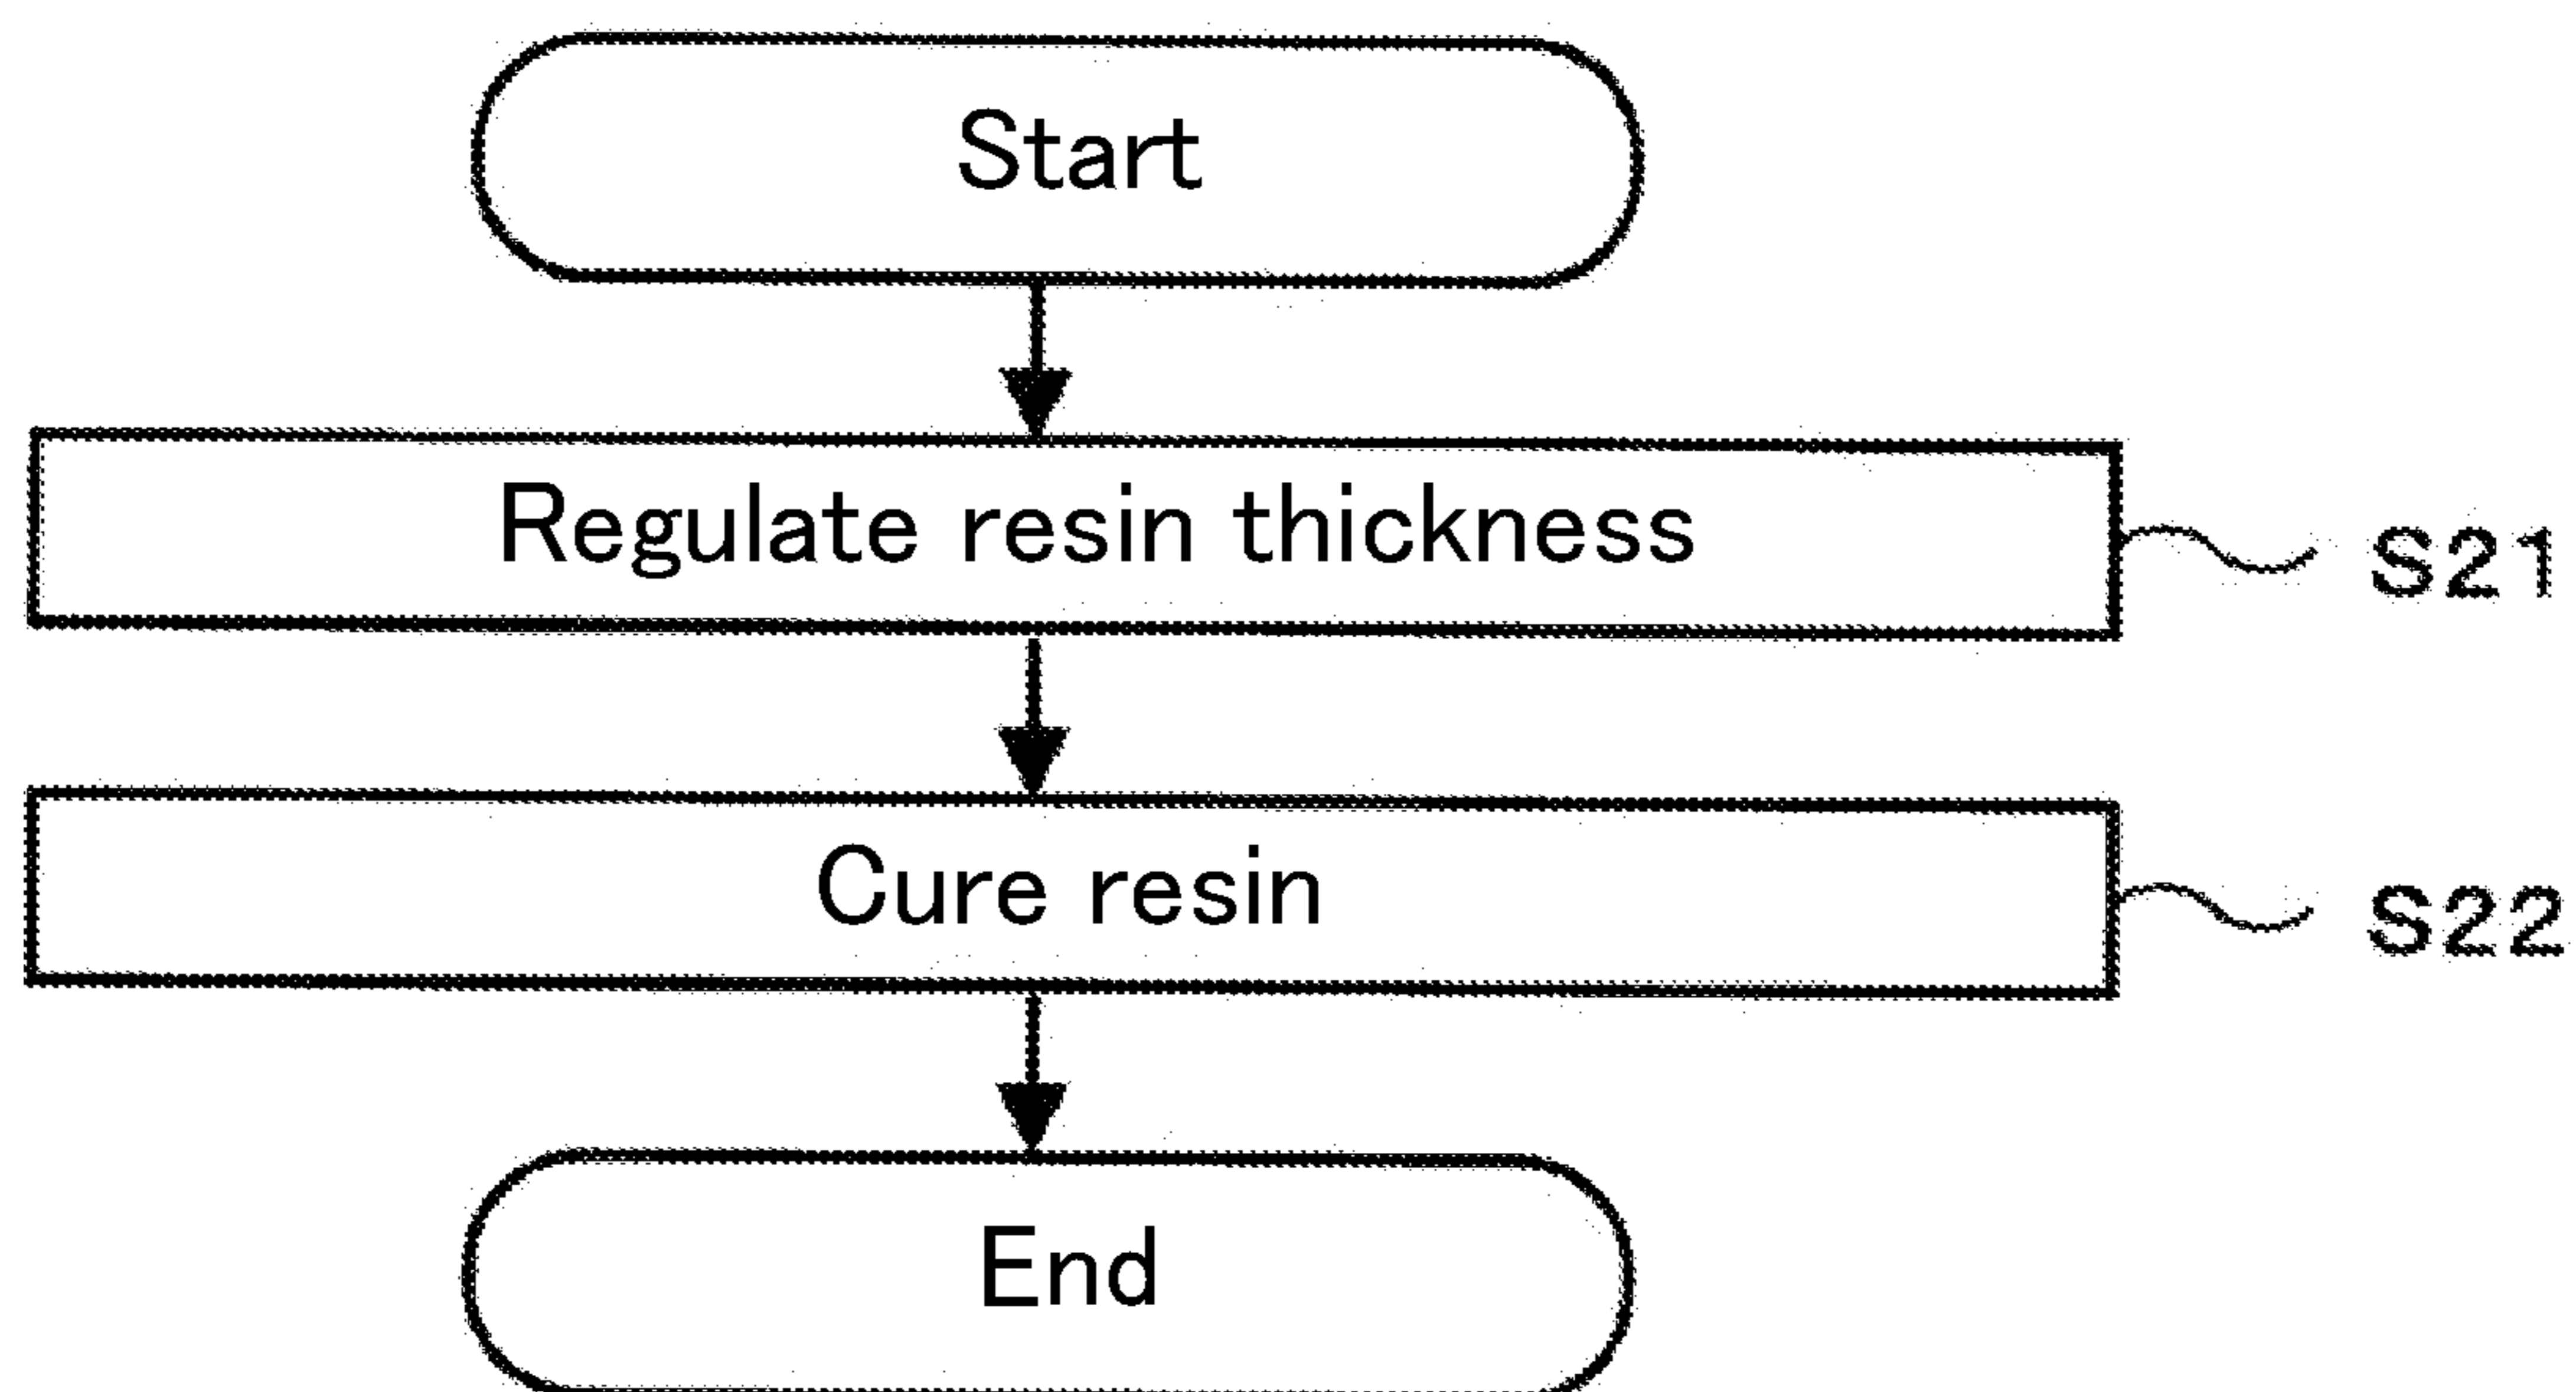 Start
Regulate resin thickness
S21
Cure resin
S22
End